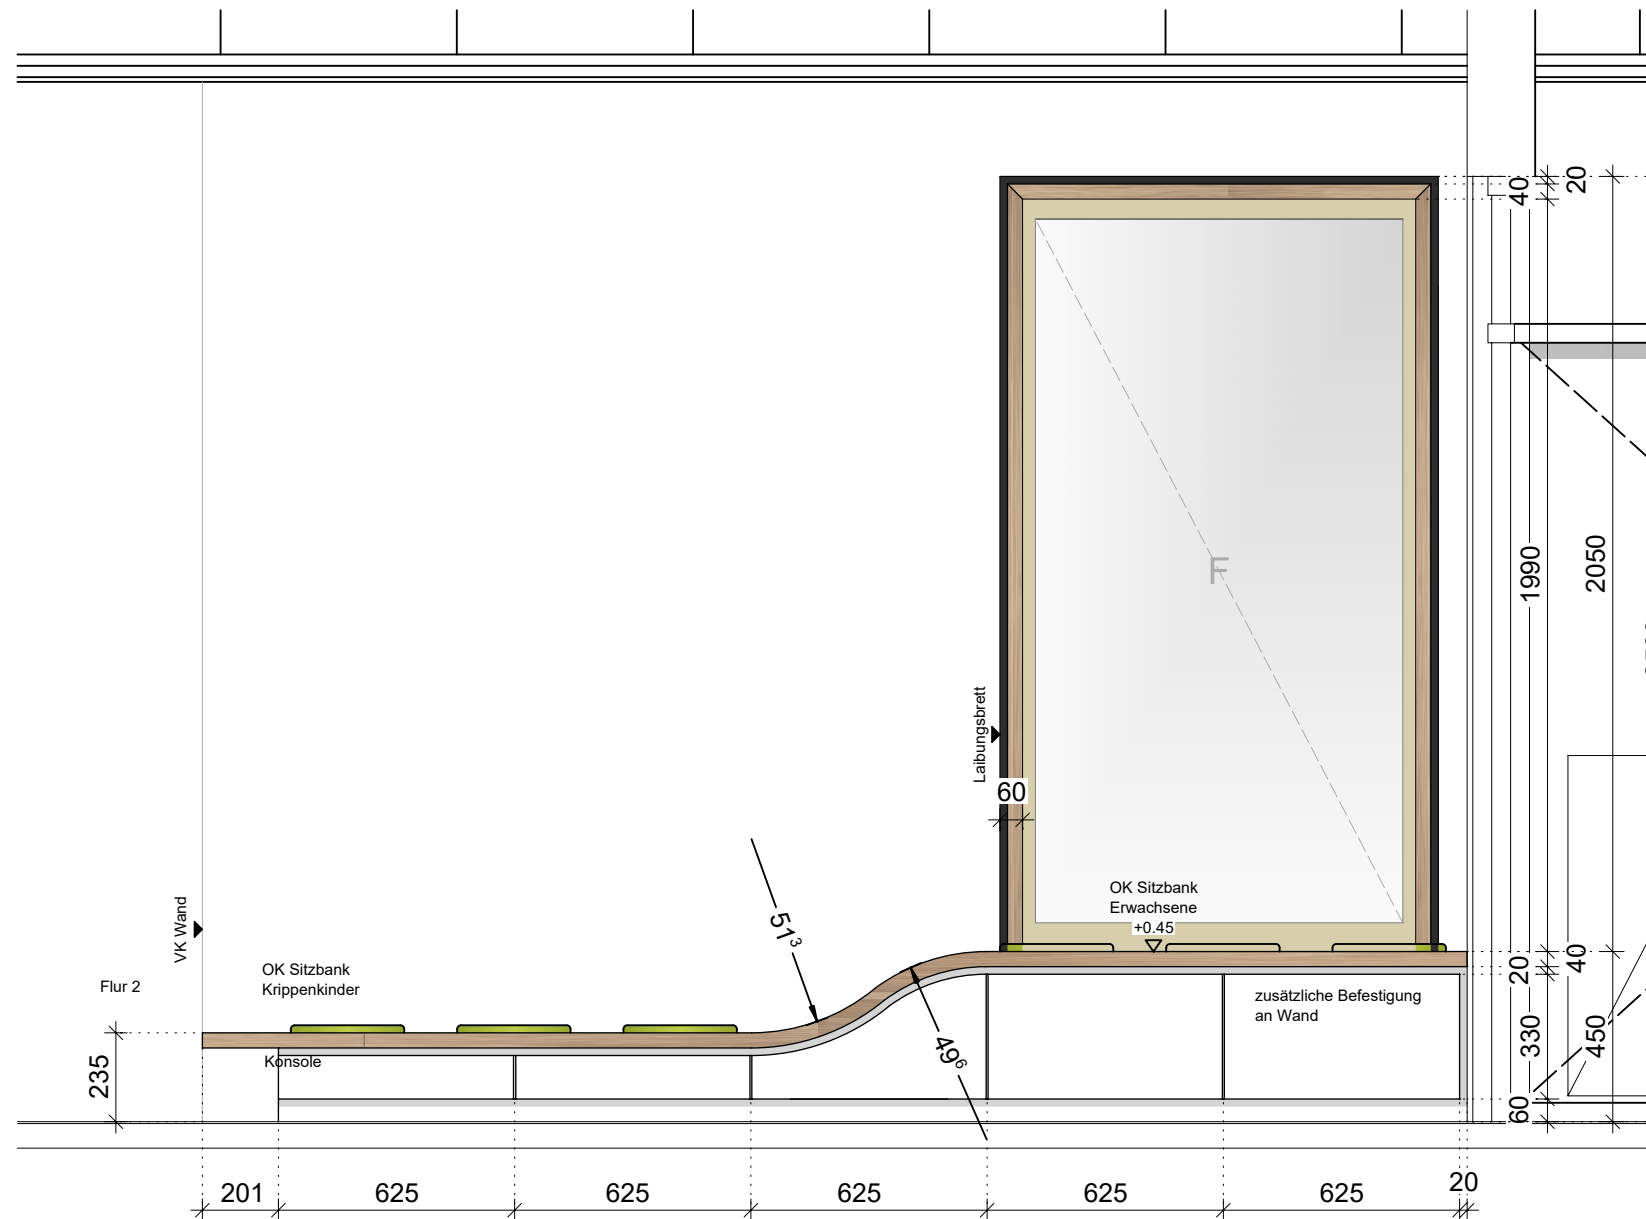 20
40
1990
2050
F
Laibungsbrett
60
OK Sitzbank
Erwachsene
+0.45
VK Wand
51³
49⁶
Flur 2
OK Sitzbank
Krippenkinder
Konsole
235
zusätzliche Befestigung
an Wand
40
20
330
450
60
201
625
625
625
625
625
20